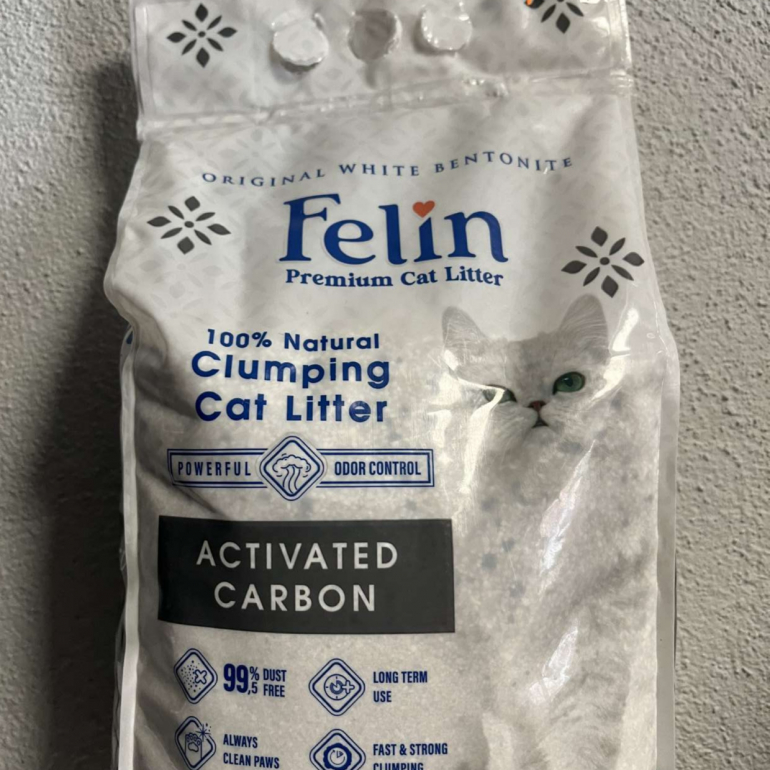 ORIGINAL WHITE BENTONITE
Felin
Premium Cat Litter
100% Natural
Clumping
Cat Litter
POWERFUL ODOR CONTROL
ACTIVATED
CARBON
99,5% DUST FREE
LONG TERM USE
ALWAYS CLEAN PAWS
FAST & STRONG CLUMPING